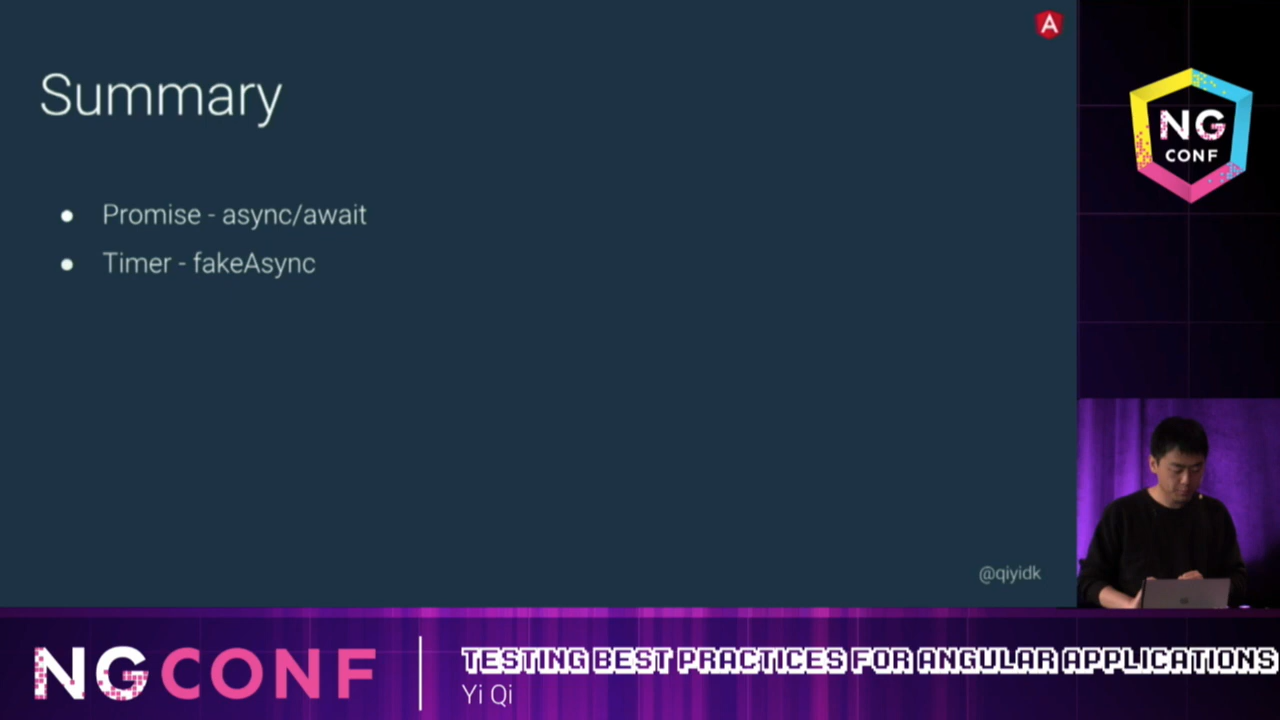 Summary
Promise - async/await
Timer - fakeAsync
@qiyidk
A
NG
CONF
NG CONF
TESTING BEST PRACTICES FOR ANGULAR APPLICATIONS
Yi Qi